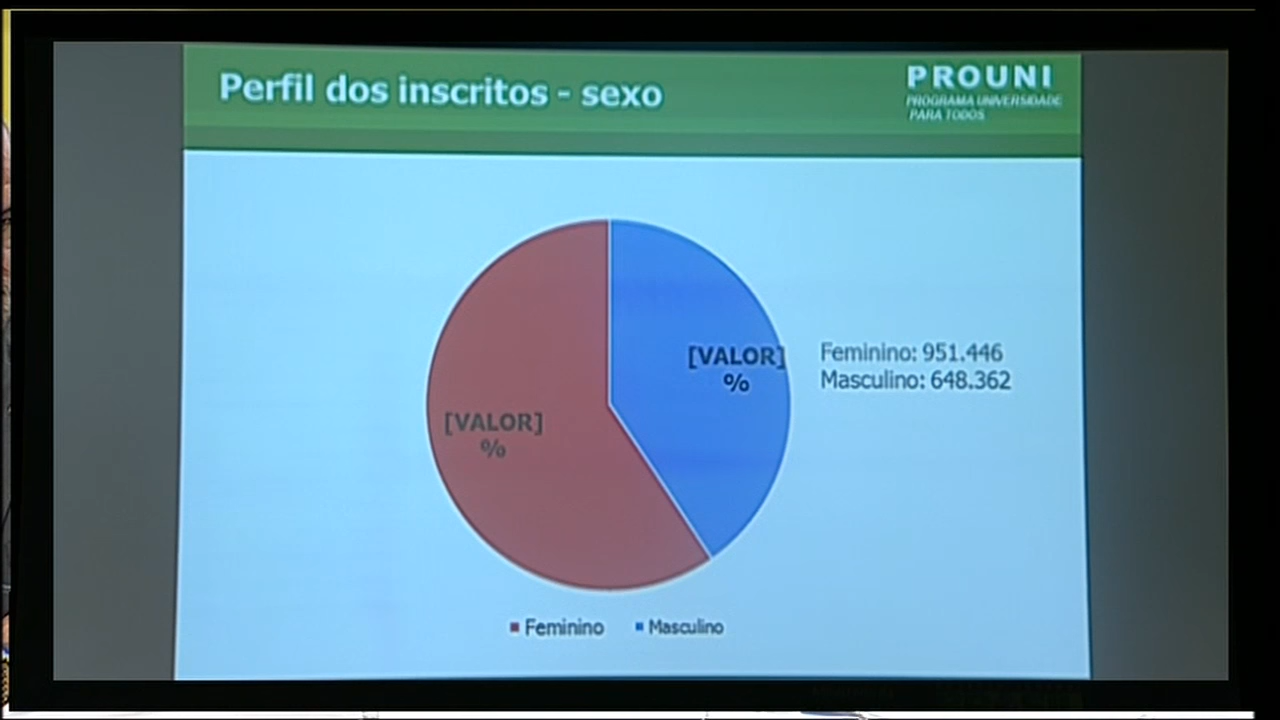 Perfil dos inscritos - sexo
PROUNI
PROGRAMA UNIVERSIDADE
PARA TODOS
[VALOR]
%
Feminino: 951.446
Masculino: 648.362
[VALOR]
%
Feminino
Masculino